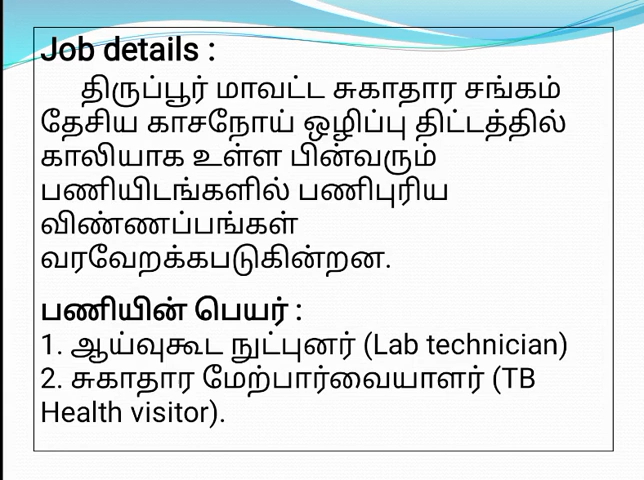 Job details :
திருப்பூர் மாவட்ட சுகாதார சங்கம்
தேசிய காசநோய் ஒழிப்பு திட்டத்தில்
காலியாக உள்ள பின்வரும்
பணியிடங்களில் பணிபுரிய
விண்ணப்பங்கள்
வரவேறக்கபடுகின்றன.
பணியின் பெயர் :
1. ஆய்வுகூட நுட்புனர் (Lab technician)
2. சுகாதார மேற்பார்வையாளர் (TB
Health visitor).